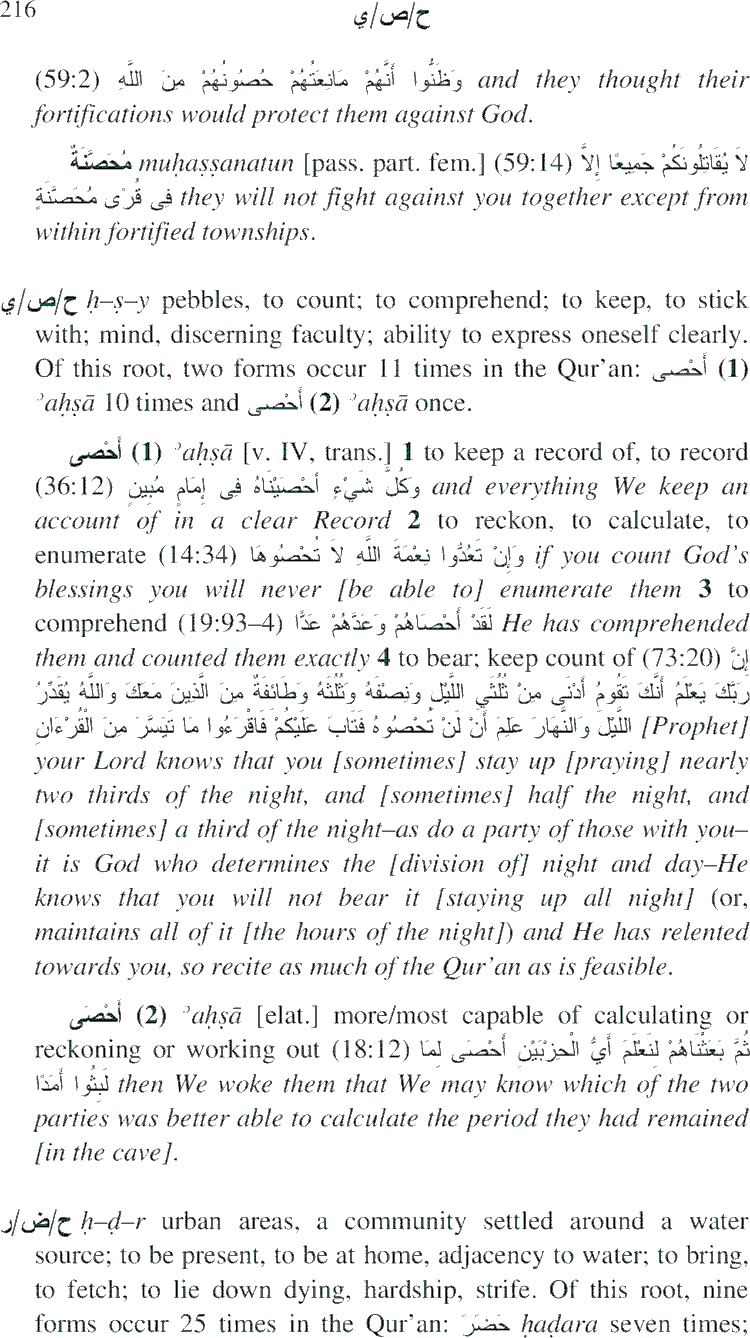 216 ح/ص/ي
(59:2) وَظَنُّوا أَنَّهُمْ مَانِعَتُهُمْ حُصُونُهُمْ مِنَ اللَّهِ and they thought their
fortifications would protect them against God.
مُحَصَّنَةٌ muḥaṣṣanatun [pass. part. fem.] (59:14) لاَ يُقَاتِلُونَكُمْ جَمِيعًا إِلاَّ
فِى قُرًى مُحَصَّنَةٍ they will not fight against you together except from
within fortified townships.
ح/ص/ي ḥ–ṣ–y pebbles, to count; to comprehend; to keep, to stick
with; mind, discerning faculty; ability to express oneself clearly.
Of this root, two forms occur 11 times in the Qur'an: أَحْصى (1)
ʾaḥṣā 10 times and أَحْصى (2) ʾaḥṣā once.
أَحْصى (1) ʾaḥṣā [v. IV, trans.] 1 to keep a record of, to record
(36:12) وَكُلَّ شَيْءٍ أحْصَيْنَاهُ فِى إِمَامٍ مُبِينٍ and everything We keep an
account of in a clear Record 2 to reckon, to calculate, to
enumerate (14:34) وَإِنْ تَعُدُّوا نِعْمَةَ اللَّهِ لاَ تُحْصُوهَا if you count God's
blessings you will never [be able to] enumerate them 3 to
comprehend (19:93–4) لَقَدْ أَحْصَاهُمْ وَعَدَّهُمْ عَدًّا He has comprehended
them and counted them exactly 4 to bear; keep count of (73:20) إِنَّ
رَبَّكَ يَعْلَمُ أَنَّكَ تَقُومُ أَدْنَى مِنْ ثُلُثَيِ اللَّيْلِ وَنِصْفَهُ وَثُلُثَهُ وَطَائِفَةٌ مِنَ الَّذِينَ مَعَكَ وَاللَّهُ يُقَدِّرُ
اللَّيْلَ وَالنَّهَارَ عَلِمَ أَنْ لَنْ تُحْصُوهُ فَتَابَ عَلَيْكُمْ فَاقْرَءُوا مَا تَيَسَّرَ مِنَ الْقُرْءَانِ [Prophet]
your Lord knows that you [sometimes] stay up [praying] nearly
two thirds of the night, and [sometimes] half the night, and
[sometimes] a third of the night–as do a party of those with you–
it is God who determines the [division of] night and day–He
knows that you will not bear it [staying up all night] (or,
maintains all of it [the hours of the night]) and He has relented
towards you, so recite as much of the Qur'an as is feasible.
أَحْصَى (2) ʾaḥṣā [elat.] more/most capable of calculating or
reckoning or working out (18:12) ثُمَّ بَعَثْنَاهُمْ لِنَعْلَمَ أَيُّ الْحِزْبَيْنِ أَحْصَى لِمَا
لَبِثُوا أَمَدًا then We woke them that We may know which of the two
parties was better able to calculate the period they had remained
[in the cave].
ح/ض/ر ḥ–ḍ–r urban areas, a community settled around a water
source; to be present, to be at home, adjacency to water; to bring,
to fetch; to lie down dying, hardship, strife. Of this root, nine
forms occur 25 times in the Qur'an: حَضَرَ ḥaḍara seven times;